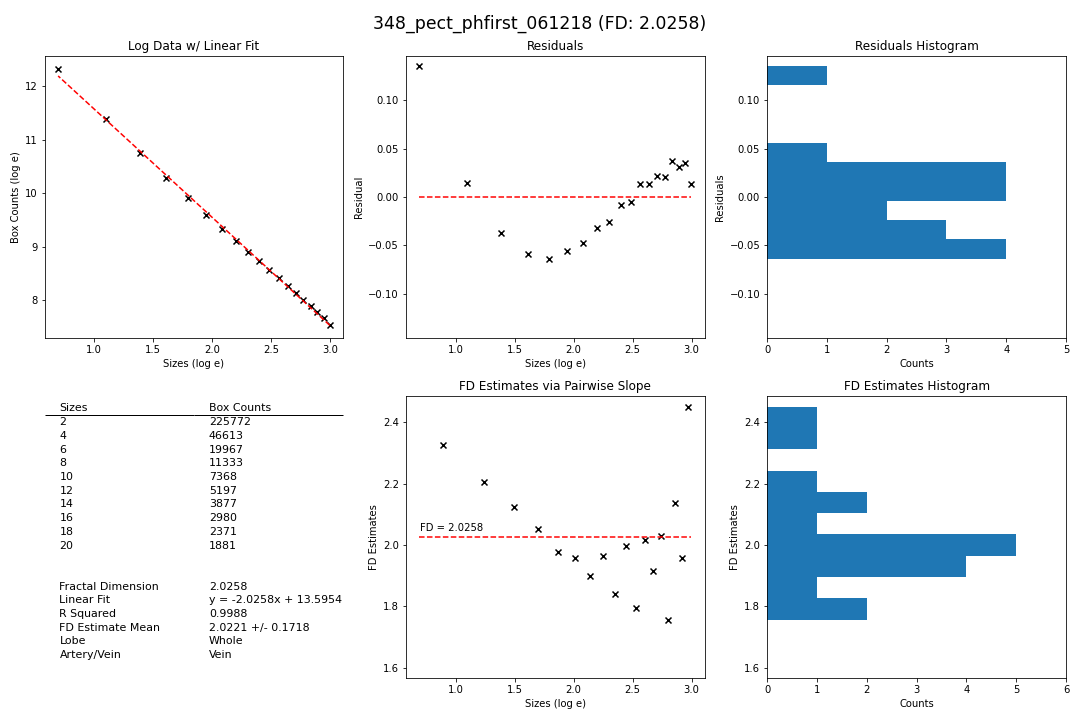 348_pect_phfirst_061218 (FD: 2.0258)
Log Data w/ Linear Fit
Box Counts (log e)
12
11
10
9
8
1.0 1.5 2.0 2.5 3.0
Sizes (log e)
Residuals
Residual
0.10
0.05
0.00
−0.05
−0.10
1.0 1.5 2.0 2.5 3.0
Sizes (log e)
Residuals Histogram
Residuals
0.10
0.05
0.00
−0.05
−0.10
0 1 2 3 4 5
Counts
Sizes Box Counts
2 225772
4 46613
6 19967
8 11333
10 7368
12 5197
14 3877
16 2980
18 2371
20 1881
Fractal Dimension 2.0258
Linear Fit y = -2.0258x + 13.5954
R Squared 0.9988
FD Estimate Mean 2.0221 +/- 0.1718
Lobe Whole
Artery/Vein Vein
FD Estimates via Pairwise Slope
FD Estimates
2.4
2.2
FD = 2.0258
2.0
1.8
1.6
1.0 1.5 2.0 2.5 3.0
Sizes (log e)
FD Estimates Histogram
FD Estimates
2.4
2.2
2.0
1.8
1.6
0 1 2 3 4 5 6
Counts